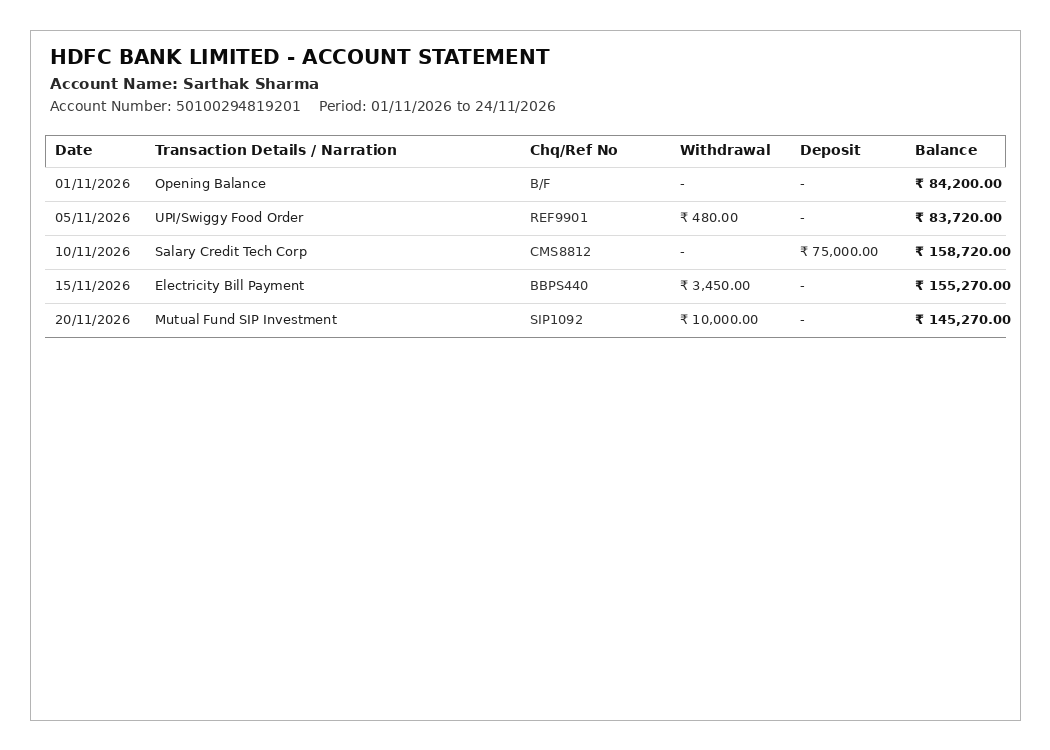 HDFC BANK LIMITED - ACCOUNT STATEMENT
Account Name: Sarthak Sharma
Account Number: 50100294819201    Period: 01/11/2026 to 24/11/2026
Date Transaction Details / Narration Chq/Ref No Withdrawal Deposit Balance
01/11/2026 Opening Balance B/F - - ₹ 84,200.00
05/11/2026 UPI/Swiggy Food Order REF9901 ₹ 480.00 - ₹ 83,720.00
10/11/2026 Salary Credit Tech Corp CMS8812 - ₹ 75,000.00 ₹ 158,720.00
15/11/2026 Electricity Bill Payment BBPS440 ₹ 3,450.00 - ₹ 155,270.00
20/11/2026 Mutual Fund SIP Investment SIP1092 ₹ 10,000.00 - ₹ 145,270.00